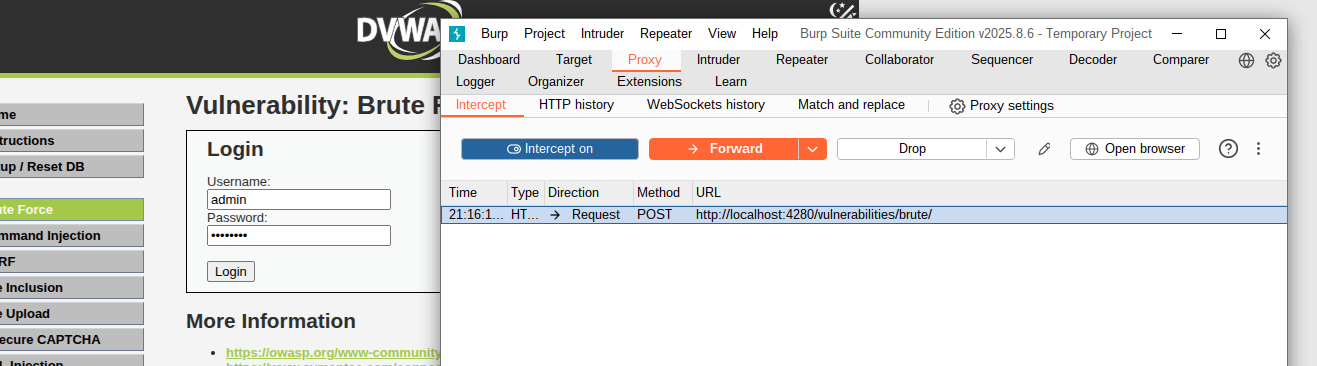 DVWA
Burp Project Intruder Repeater View Help Burp Suite Community Edition v2025.8.6 - Temporary Project
Dashboard Target Proxy Intruder Repeater Collaborator Sequencer Decoder Comparer
Logger Organizer Extensions Learn
Intercept HTTP history WebSockets history Match and replace Proxy settings
Intercept on Forward Drop Open browser
Time Type Direction Method URL
21:16:1... HT... → Request POST http://localhost:4280/vulnerabilities/brute/
me
tructions
up / Reset DB
ute Force
mmand Injection
RF
e Inclusion
e Upload
ecure CAPTCHA
L Injection
Vulnerability: Brute F
Login
Username:
admin
Password:
••••••••
Login
More Information
• https://owasp.org/www-community